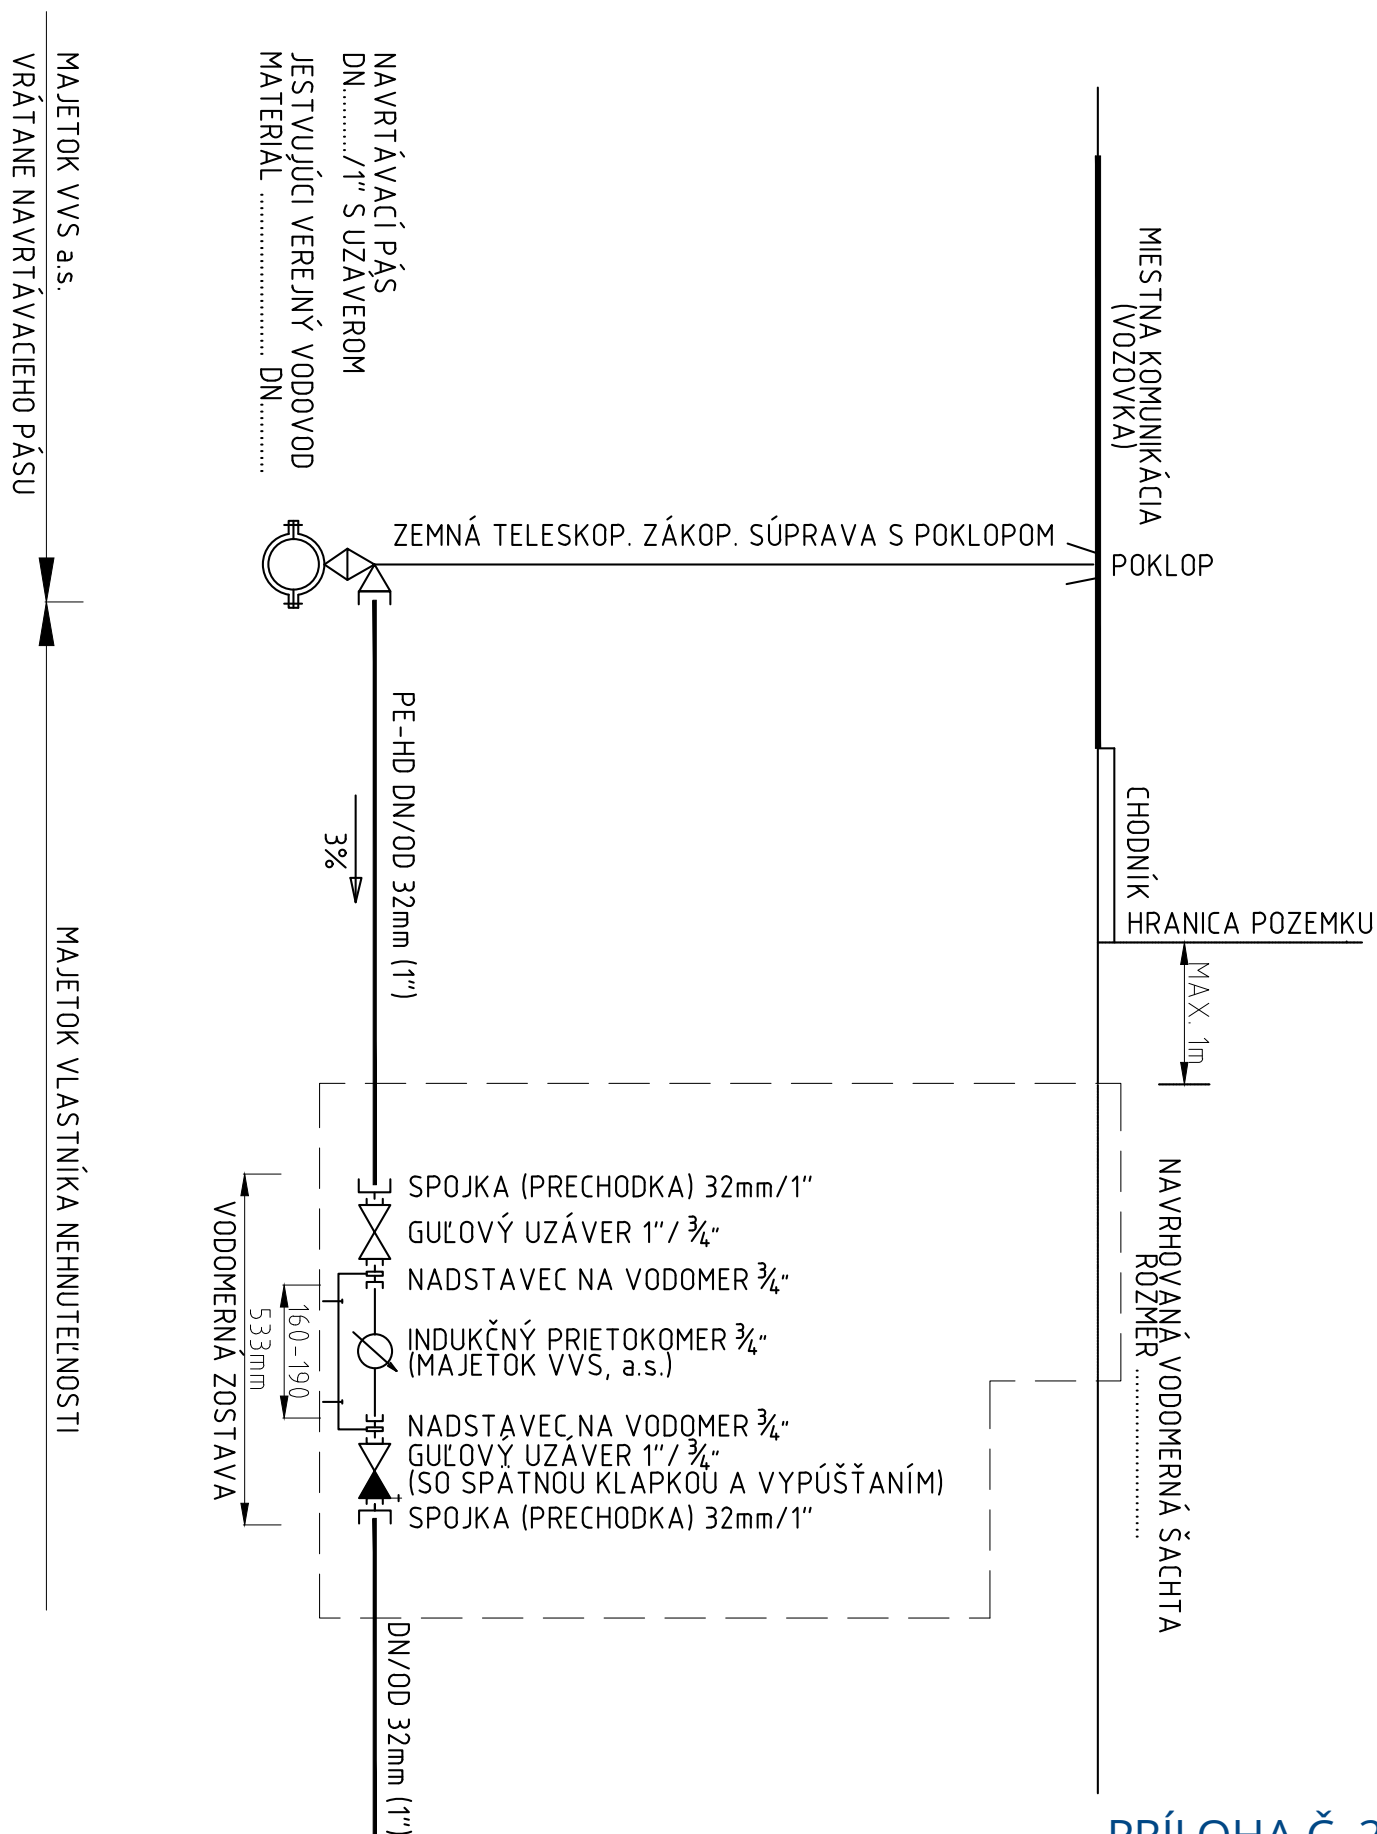 MIESTNA KOMUNIKÁCIA
(VOZOVKA)
POKLOP
CHODNÍK
HRANICA POZEMKU
MAX. 1m
NAVRHOVANÁ VODOMERNÁ ŠACHTA
ROZMER ..............................
ZEMNÁ TELESKOP. ZÁKOP. SÚPRAVA S POKLOPOM
NAVRTÁVACÍ PÁS
DN........./1" S UZÁVEROM
JESTVUJÚCI VEREJNÝ VODOVOD
MATERIÁL .......................... DN...........
PE-HD DN/OD 32mm (1")
3%
SPOJKA (PRECHODKA) 32mm/1"
GUĽOVÝ UZÁVER 1"/ ¾"
NADSTAVEC NA VODOMER ¾"
INDUKČNÝ PRIETOKOMER ¾"
(MAJETOK VVS, a.s.)
NADSTAVEC NA VODOMER ¾"
GUĽOVÝ UZÁVER 1"/ ¾"
(SO SPÄTNOU KLAPKOU A VYPÚŠŤANÍM)
SPOJKA (PRECHODKA) 32mm/1"
DN/OD 32mm (1")
160-190
533mm
VODOMERNÁ ZOSTAVA
MAJETOK VVS a.s.
VRÁTANE NAVRTÁVACIEHO PÁSU
MAJETOK VLASTNÍKA NEHNUTEĽNOSTI
PRÍLOHA Č. 2